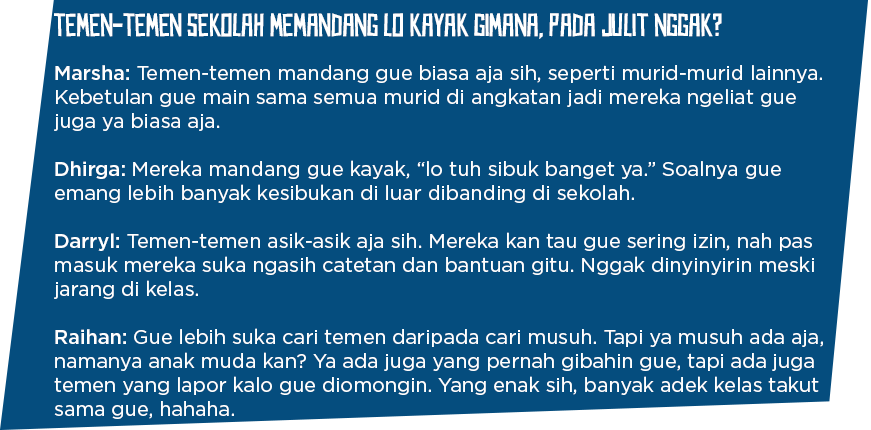 TEMEN-TEMEN SEKOLAH MEMANDANG LO KAYAK GIMANA, PADA JULIT NGGAK?
Marsha: Temen-temen mandang gue biasa aja sih, seperti murid-murid lainnya.
Kebetulan gue main sama semua murid di angkatan jadi mereka ngeliat gue
juga ya biasa aja.
Dhirga: Mereka mandang gue kayak, “lo tuh sibuk banget ya.” Soalnya gue
emang lebih banyak kesibukan di luar dibanding di sekolah.
Darryl: Temen-temen asik-asik aja sih. Mereka kan tau gue sering izin, nah pas
masuk mereka suka ngasih catetan dan bantuan gitu. Nggak dinyinyirin meski
jarang di kelas.
Raihan: Gue lebih suka cari temen daripada cari musuh. Tapi ya musuh ada aja,
namanya anak muda kan? Ya ada juga yang pernah gibahin gue, tapi ada juga
temen yang lapor kalo gue diomongin. Yang enak sih, banyak adek kelas takut
sama gue, hahaha.